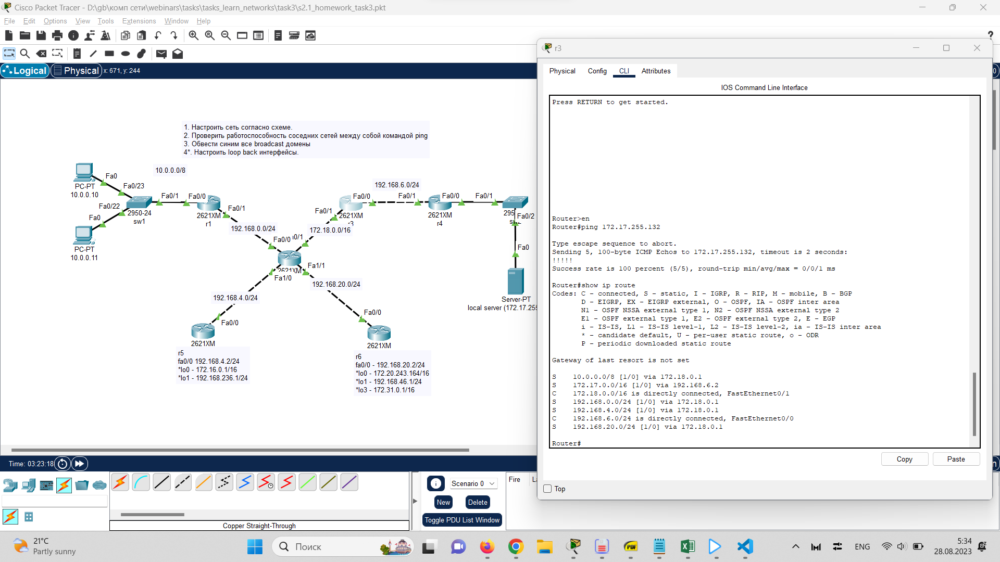 Cisco Packet Tracer - D:\gb\комп сети\webinars\tasks\tasks_learn_networks\task3\s2.1_homework_task3.pkt
File Edit Options View Tools Extensions Window Help
?
Logical Physical x: 671, y: 244
1. Настроить сеть согласно схеме.
2. Проверить работоспособность соседних сетей между собой командой ping
3. Обвести синим все broadcast домены
4*. Настроить loop back интерфейсы.
10.0.0.0/8
Fa0
PC-PT
10.0.0.10
Fa0/23
Fa0/22
Fa0
PC-PT
10.0.0.11
2950-24
sw1
Fa0/1
Fa0/0
2621XM
r1
Fa0/1
192.168.0.0/24
Fa0/0
0/1
2621XM
Fa1/0
Fa1/1
192.168.20.0/24
192.168.4.0/24
Fa0/0
2621XM
r5
fa0/0 192.168.4.2/24
*lo0 - 172.16.0.1/16
*lo1 - 192.168.236.1/24
Fa0/0
2621XM
r6
fa0/0 - 192.168.20.2/24
*lo0 - 172.20.243.164/16
*lo1 - 192.168.46.1/24
*lo3 - 172.31.0.1/16
Fa0/1
172.18.0.0/16
Fa0/0
2621XM
r3
192.168.6.0/24
Fa0/1
Fa0/0
2621XM
r4
Fa0/1
295
Fa0/2
Fa0
Server-PT
local server (172.17.255
r3
Physical Config CLI Attributes
IOS Command Line Interface
Press RETURN to get started.
Router>en
Router#ping 172.17.255.132
Type escape sequence to abort.
Sending 5, 100-byte ICMP Echos to 172.17.255.132, timeout is 2 seconds:
!!!!!
Success rate is 100 percent (5/5), round-trip min/avg/max = 0/0/1 ms
Router#show ip route
Codes: C - connected, S - static, I - IGRP, R - RIP, M - mobile, B - BGP
D - EIGRP, EX - EIGRP external, O - OSPF, IA - OSPF inter area
N1 - OSPF NSSA external type 1, N2 - OSPF NSSA external type 2
E1 - OSPF external type 1, E2 - OSPF external type 2, E - EGP
i - IS-IS, L1 - IS-IS level-1, L2 - IS-IS level-2, ia - IS-IS inter area
* - candidate default, U - per-user static route, o - ODR
P - periodic downloaded static route
Gateway of last resort is not set
S 10.0.0.0/8 [1/0] via 172.18.0.1
S 172.17.0.0/16 [1/0] via 192.168.6.2
C 172.18.0.0/16 is directly connected, FastEthernet0/1
S 192.168.0.0/24 [1/0] via 172.18.0.1
S 192.168.4.0/24 [1/0] via 172.18.0.1
C 192.168.6.0/24 is directly connected, FastEthernet0/0
S 192.168.20.0/24 [1/0] via 172.18.0.1
Router#
Copy Paste
Top
Time: 03:23:18
Copper Straight-Through
Scenario 0
New Delete
Toggle PDU List Window
Fire
21°C
Partly sunny
Поиск
PDF
ENG
5:34
28.08.2023